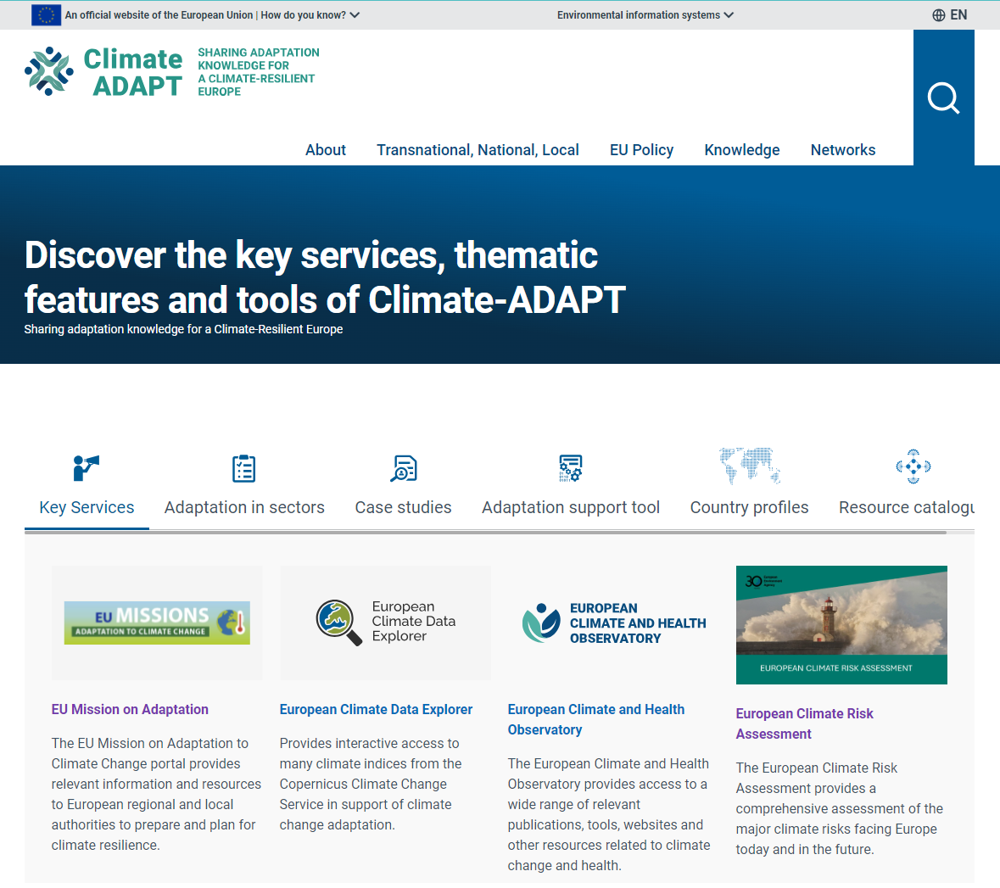 An official website of the European Union | How do you know?
Environmental information systems
EN
Climate
ADAPT
SHARING ADAPTATION
KNOWLEDGE FOR
A CLIMATE-RESILIENT
EUROPE
About
Transnational, National, Local
EU Policy
Knowledge
Networks
Discover the key services, thematic
features and tools of Climate-ADAPT
Sharing adaptation knowledge for a Climate-Resilient Europe
Key Services
Adaptation in sectors
Case studies
Adaptation support tool
Country profiles
Resource catalogu
EU MISSIONS
ADAPTATION TO CLIMATE CHANGE
EU Mission on Adaptation
The EU Mission on Adaptation to
Climate Change portal provides
relevant information and resources
to European regional and local
authorities to prepare and plan for
climate resilience.
European
Climate Data
Explorer
European Climate Data Explorer
Provides interactive access to
many climate indices from the
Copernicus Climate Change
Service in support of climate
change adaptation.
EUROPEAN
CLIMATE AND HEALTH
OBSERVATORY
European Climate and Health
Observatory
The European Climate and Health
Observatory provides access to a
wide range of relevant
publications, tools, websites and
other resources related to climate
change and health.
30
European
Environment
Agency
EUROPEAN CLIMATE RISK ASSESSMENT
European Climate Risk
Assessment
The European Climate Risk
Assessment provides a
comprehensive assessment of the
major climate risks facing Europe
today and in the future.